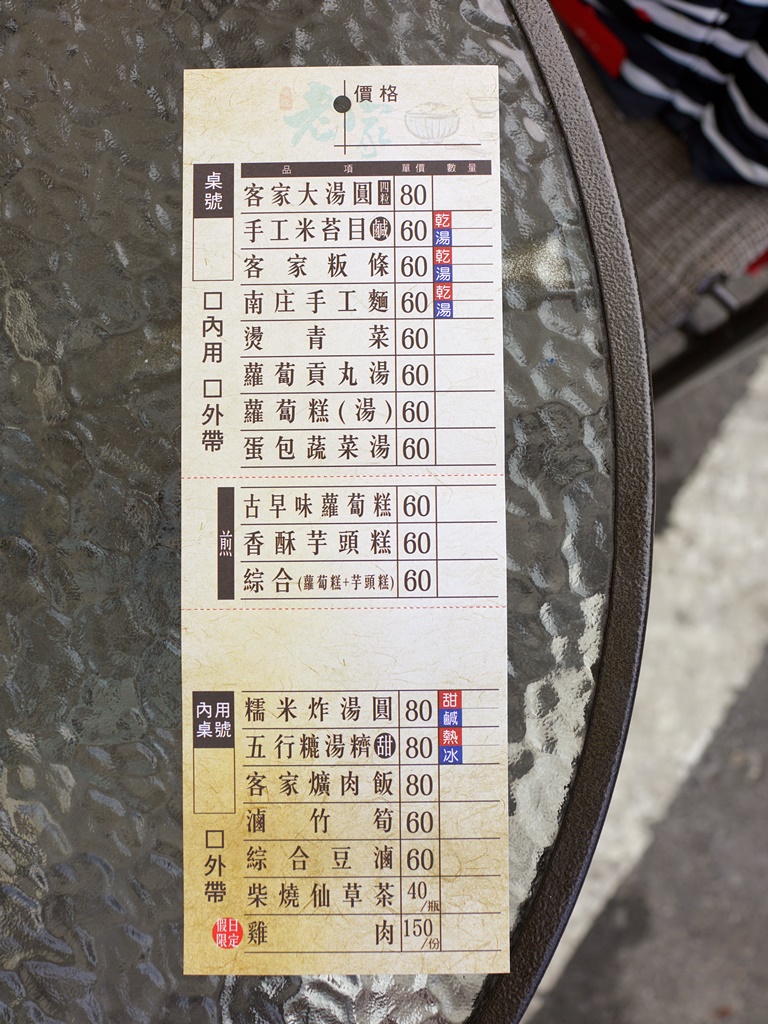 價格
品項 單價 數量
桌號
客家大湯圓 四粒 80
手工米苔目 鹹 60 乾 湯
客家粄條 60 乾 湯
南庄手工麵 60 乾 湯
燙青菜 60
蘿蔔貢丸湯 60
蘿蔔糕(湯) 60
蛋包蔬菜湯 60
□內用 □外帶
煎
古早味蘿蔔糕 60
香酥芋頭糕 60
綜合(蘿蔔糕+芋頭糕) 60
內用桌號
糯米炸湯圓 80 甜 鹹
五行糎湯糈 甜 80 熱 冰
客家爌肉飯 80
滷竹筍 60
綜合豆滷 60
柴燒仙草茶 40/瓶
□外帶
假日限定 雞肉 150/份